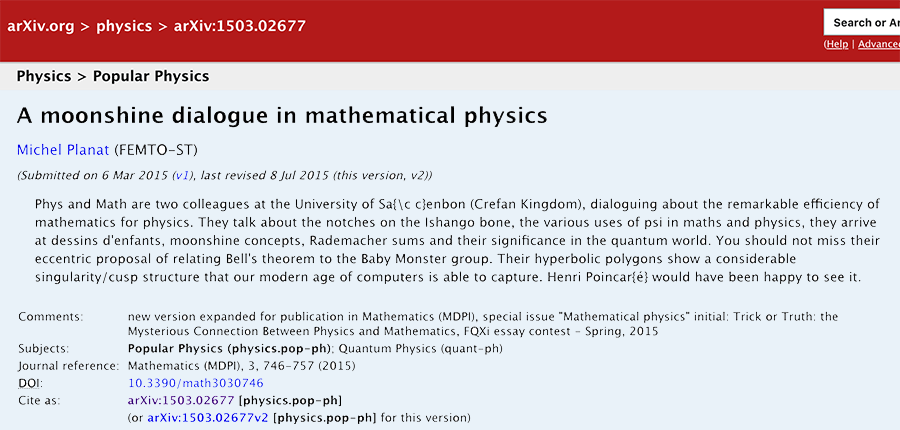 arXiv.org > physics > arXiv:1503.02677
Search or Ar
(Help | Advanced
Physics > Popular Physics
A moonshine dialogue in mathematical physics
Michel Planat (FEMTO-ST)
(Submitted on 6 Mar 2015 (v1), last revised 8 Jul 2015 (this version, v2))
Phys and Math are two colleagues at the University of Sa{\c c}enbon (Crefan Kingdom), dialoguing about the remarkable efficiency of
mathematics for physics. They talk about the notches on the Ishango bone, the various uses of psi in maths and physics, they arrive
at dessins d'enfants, moonshine concepts, Rademacher sums and their significance in the quantum world. You should not miss their
eccentric proposal of relating Bell's theorem to the Baby Monster group. Their hyperbolic polygons show a considerable
singularity/cusp structure that our modern age of computers is able to capture. Henri Poincar{é} would have been happy to see it.
Comments: new version expanded for publication in Mathematics (MDPI), special issue "Mathematical physics" initial: Trick or Truth: the
Mysterious Connection Between Physics and Mathematics, FQXi essay contest - Spring, 2015
Subjects: Popular Physics (physics.pop-ph); Quantum Physics (quant-ph)
Journal reference: Mathematics (MDPI), 3, 746-757 (2015)
DOI: 10.3390/math3030746
Cite as: arXiv:1503.02677 [physics.pop-ph]
(or arXiv:1503.02677v2 [physics.pop-ph] for this version)